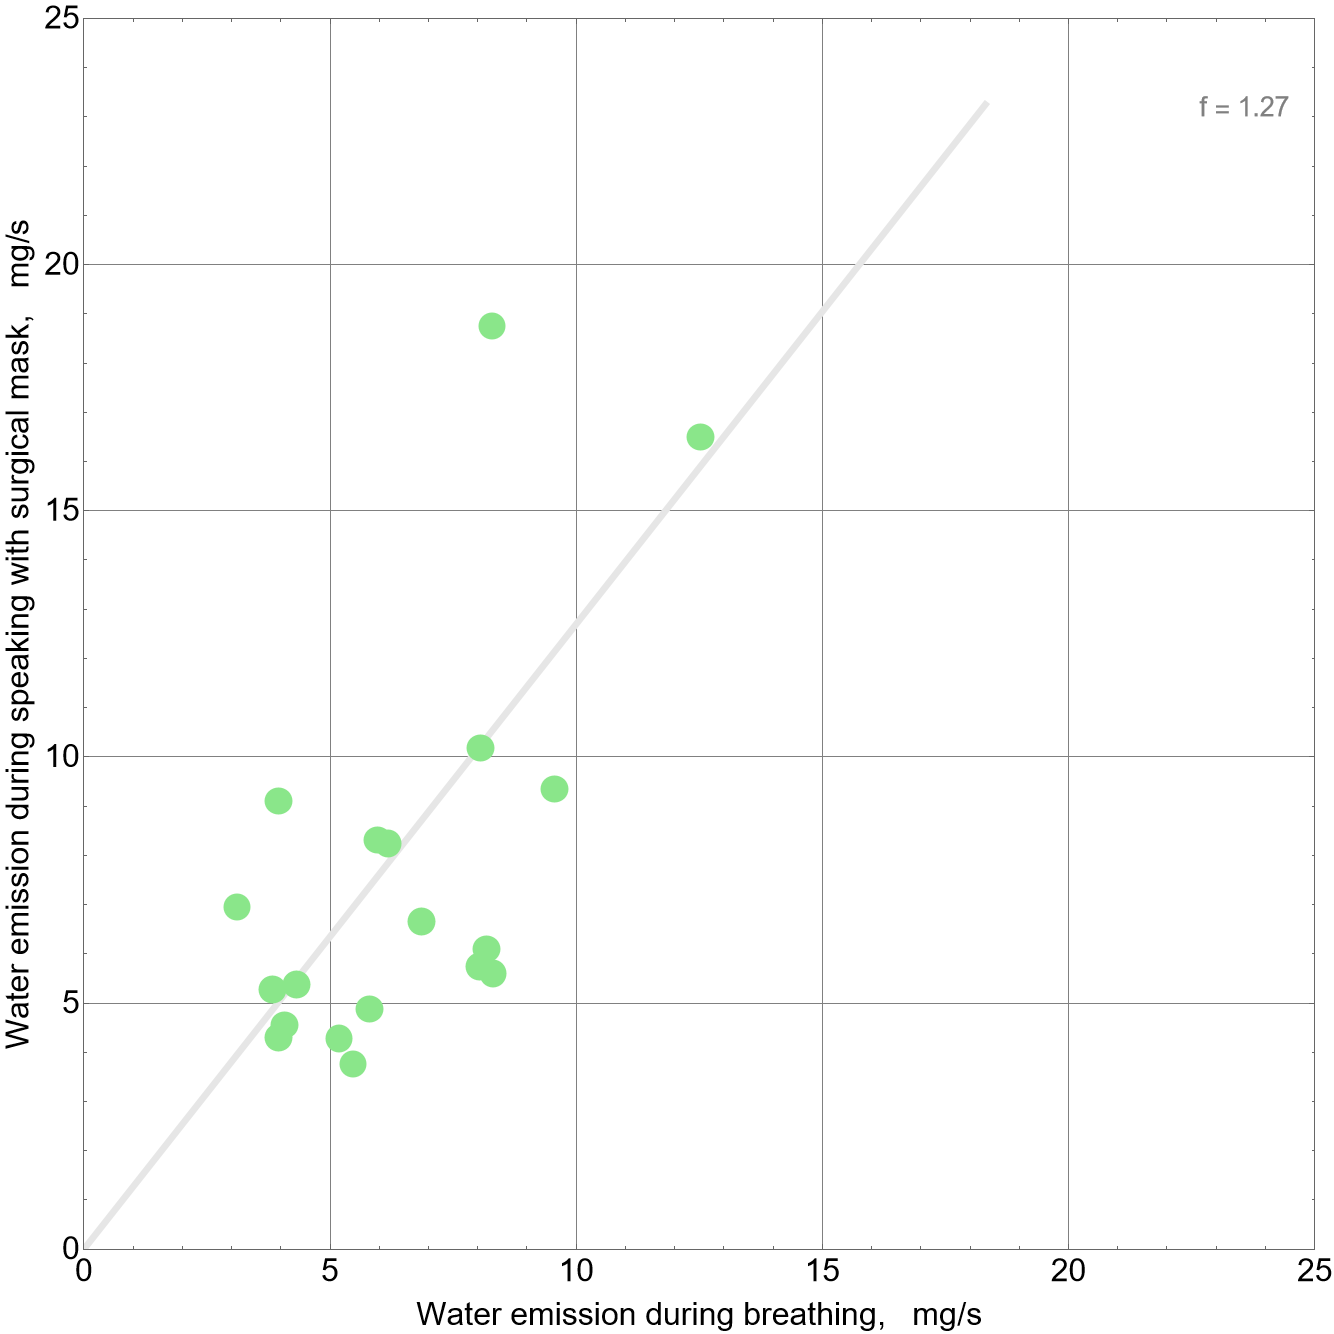 25
f = 1.27
20
15
10
5
0
0 5 10 15 20 25
Water emission during speaking with surgical mask, mg/s
Water emission during breathing, mg/s